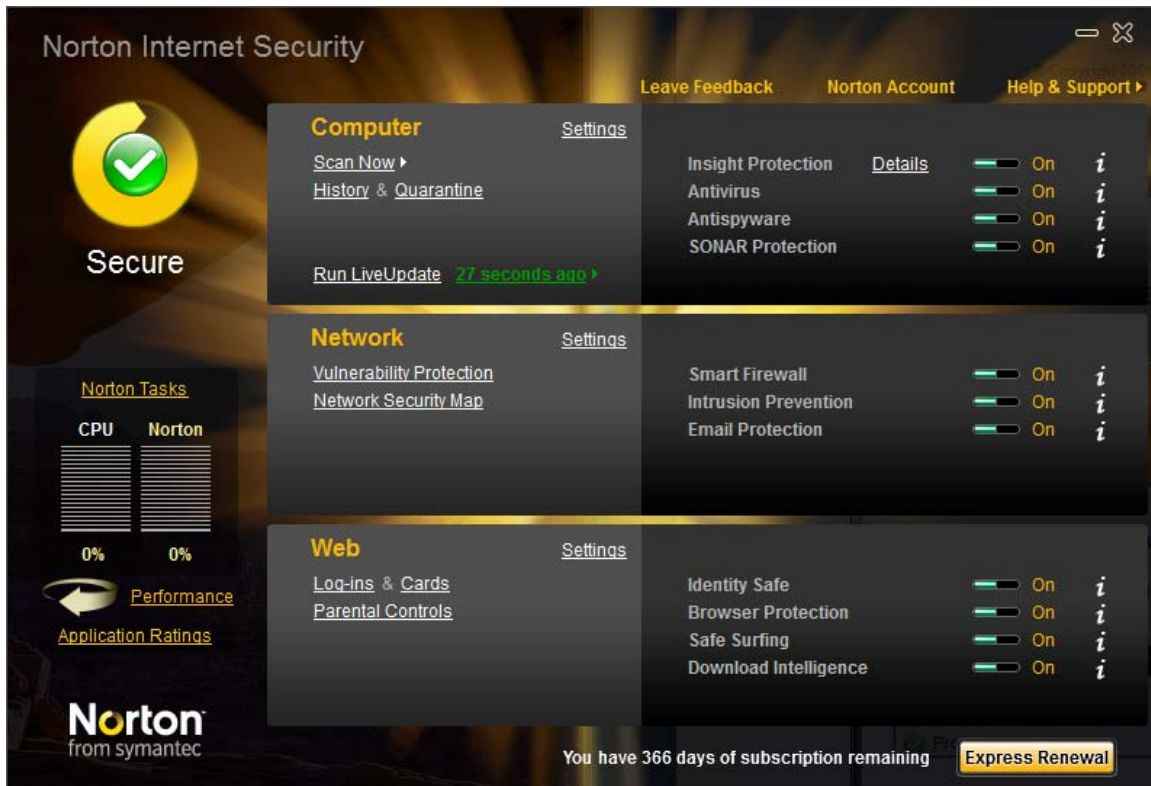 Norton Internet Security
Leave Feedback Norton Account Help & Support
Secure
Computer Settings
Scan Now
History & Quarantine
Run LiveUpdate 27 seconds ago
Insight Protection Details On i
Antivirus On i
Antispyware On i
SONAR Protection On i
Network Settings
Vulnerability Protection
Network Security Map
Smart Firewall On i
Intrusion Prevention On i
Email Protection On i
Norton Tasks
CPU Norton
0% 0%
Performance
Application Ratings
Web Settings
Log-ins & Cards
Parental Controls
Identity Safe On i
Browser Protection On i
Safe Surfing On i
Download Intelligence On i
Norton
from symantec
You have 366 days of subscription remaining Express Renewal